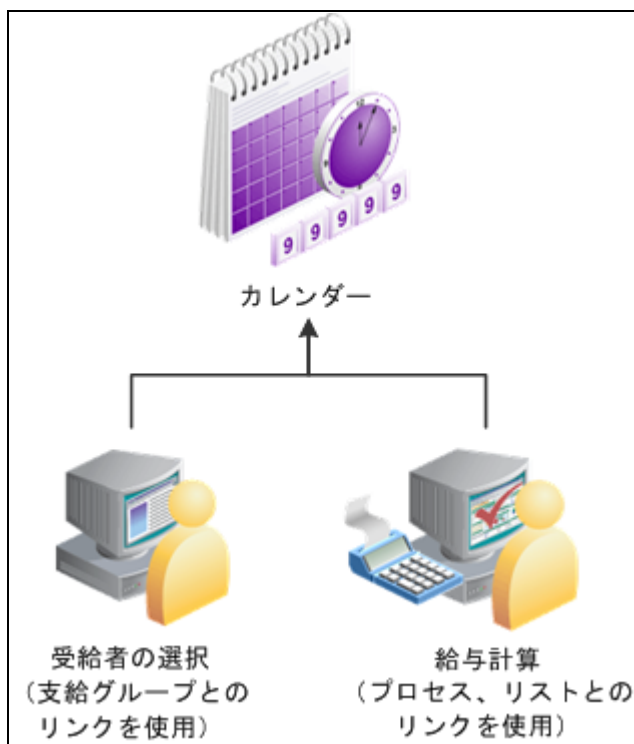 12
9 9 9 9 9
カレンダー
受給者の選択
（支給グループとの
リンクを使用）
給与計算
（プロセス、リストとの
リンクを使用）